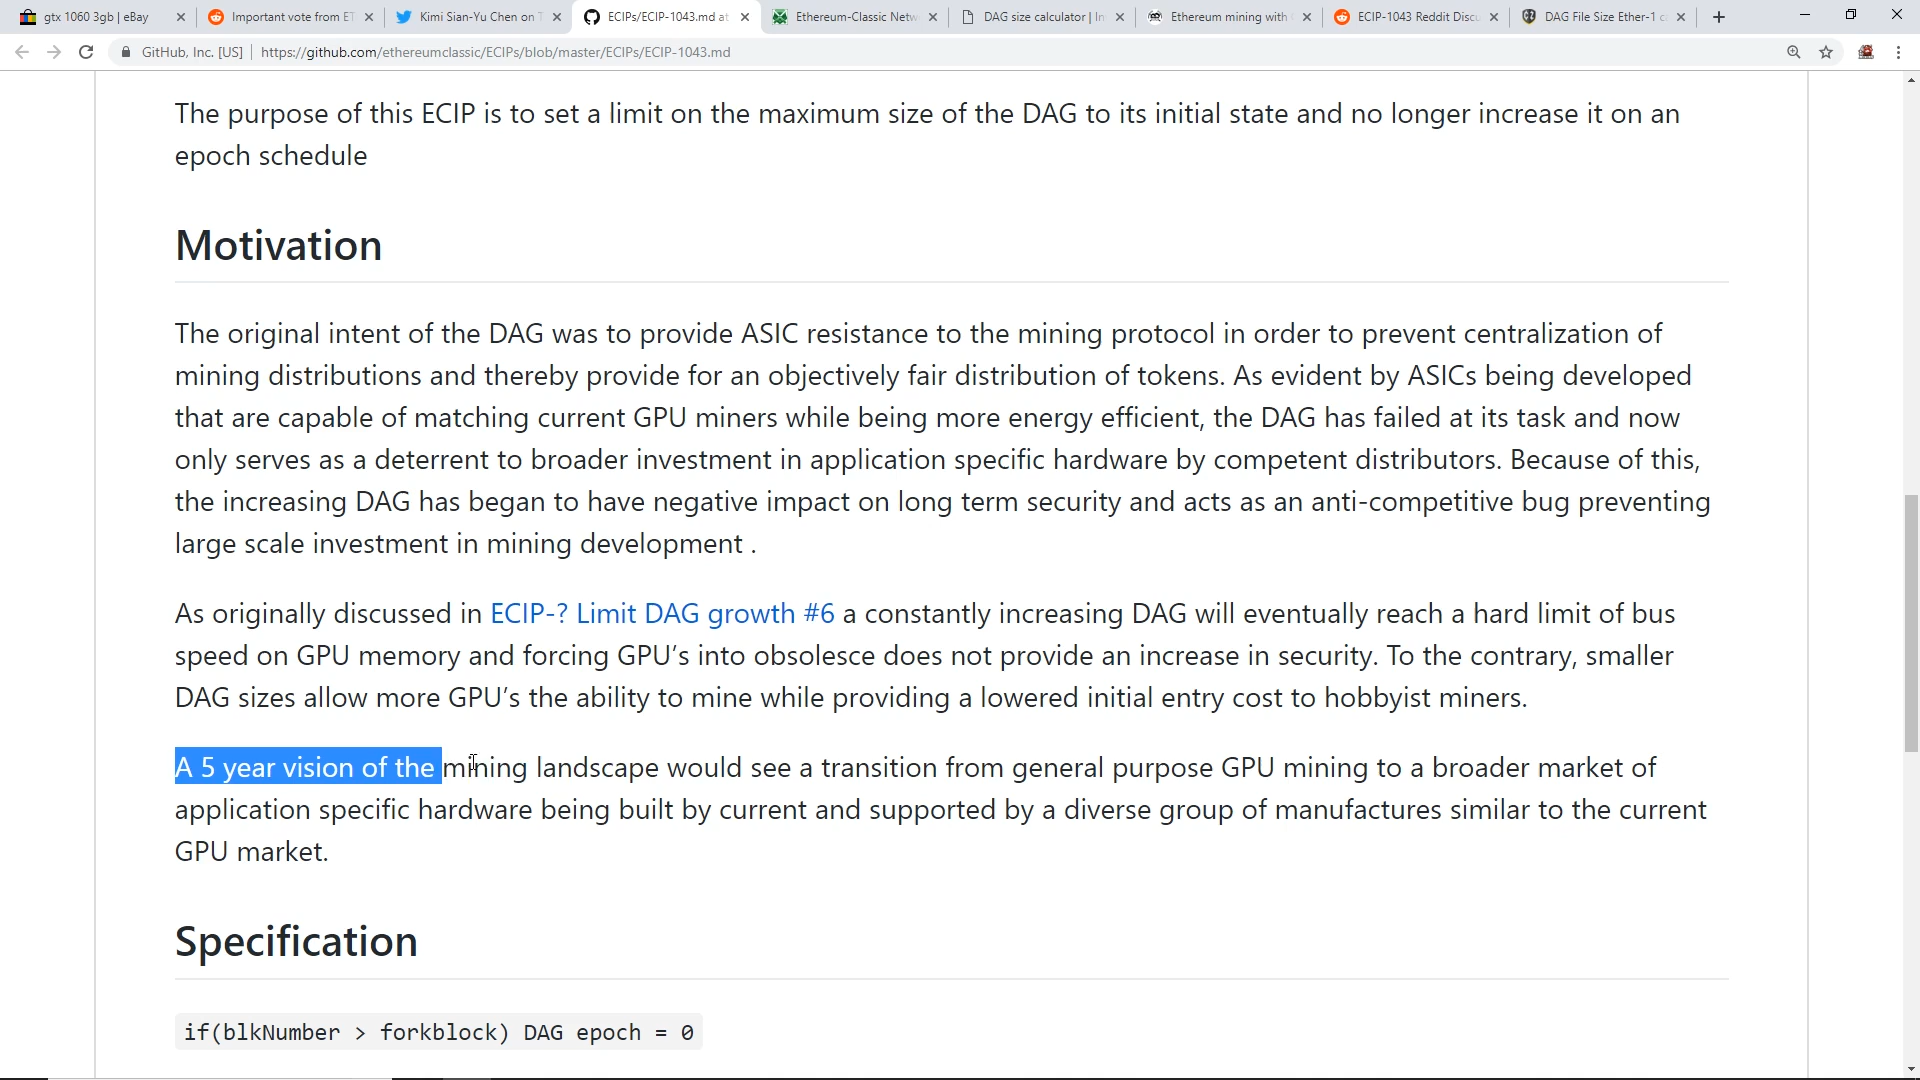 gtx 1060 3gb | eBay
Important vote from ET
Kimi Sian-Yu Chen on T
ECIPs/ECIP-1043.md at
Ethereum-Classic Netw
DAG size calculator | In
Ethereum mining with
ECIP-1043 Reddit Discu
DAG File Size Ether-1 c
GitHub, Inc. [US] | https://github.com/ethereumclassic/ECIPs/blob/master/ECIPs/ECIP-1043.md
The purpose of this ECIP is to set a limit on the maximum size of the DAG to its initial state and no longer increase it on an
epoch schedule
Motivation
The original intent of the DAG was to provide ASIC resistance to the mining protocol in order to prevent centralization of
mining distributions and thereby provide for an objectively fair distribution of tokens. As evident by ASICs being developed
that are capable of matching current GPU miners while being more energy efficient, the DAG has failed at its task and now
only serves as a deterrent to broader investment in application specific hardware by competent distributors. Because of this,
the increasing DAG has began to have negative impact on long term security and acts as an anti-competitive bug preventing
large scale investment in mining development .
As originally discussed in ECIP-? Limit DAG growth #6 a constantly increasing DAG will eventually reach a hard limit of bus
speed on GPU memory and forcing GPU’s into obsolesce does not provide an increase in security. To the contrary, smaller
DAG sizes allow more GPU’s the ability to mine while providing a lowered initial entry cost to hobbyist miners.
A 5 year vision of the mining landscape would see a transition from general purpose GPU mining to a broader market of
application specific hardware being built by current and supported by a diverse group of manufactures similar to the current
GPU market.
Specification
if(blkNumber > forkblock) DAG epoch = 0